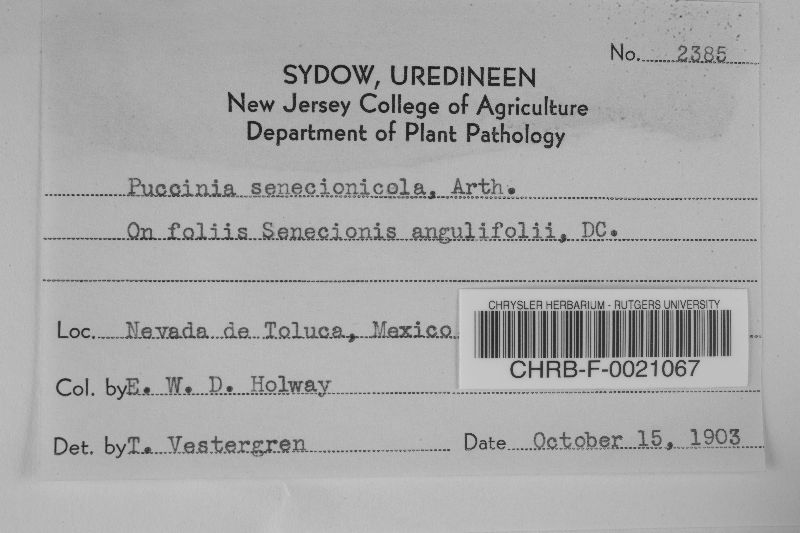 No. 2385
SYDOW, UREDINEEN
New Jersey College of Agriculture
Department of Plant Pathology
Puccinia senecionicola, Arth.
On foliis Senecionis angulifolii, DC.
CHRYSLER HERBARIUM - RUTGERS UNIVERSITY
Loc. Nevada de Toluca, Mexico
CHRB-F-0021067
Col. by E. W. D. Holway
Det. by T. Vestergren Date October 15, 1903